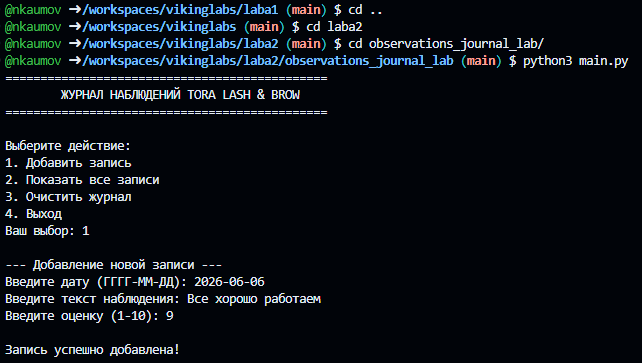 @nkaumov ➜/workspaces/vikinglabs/laba1 (main) $ cd ..
@nkaumov ➜/workspaces/vikinglabs (main) $ cd laba2
@nkaumov ➜/workspaces/vikinglabs/laba2 (main) $ cd observations_journal_lab/
@nkaumov ➜/workspaces/vikinglabs/laba2/observations_journal_lab (main) $ python3 main.py
==============================================
ЖУРНАЛ НАБЛЮДЕНИЙ TORA LASH & BROW
==============================================
Выберите действие:
1. Добавить запись
2. Показать все записи
3. Очистить журнал
4. Выход
Ваш выбор: 1
--- Добавление новой записи ---
Введите дату (ГГГГ-ММ-ДД): 2026-06-06
Введите текст наблюдения: Все хорошо работаем
Введите оценку (1-10): 9
Запись успешно добавлена!